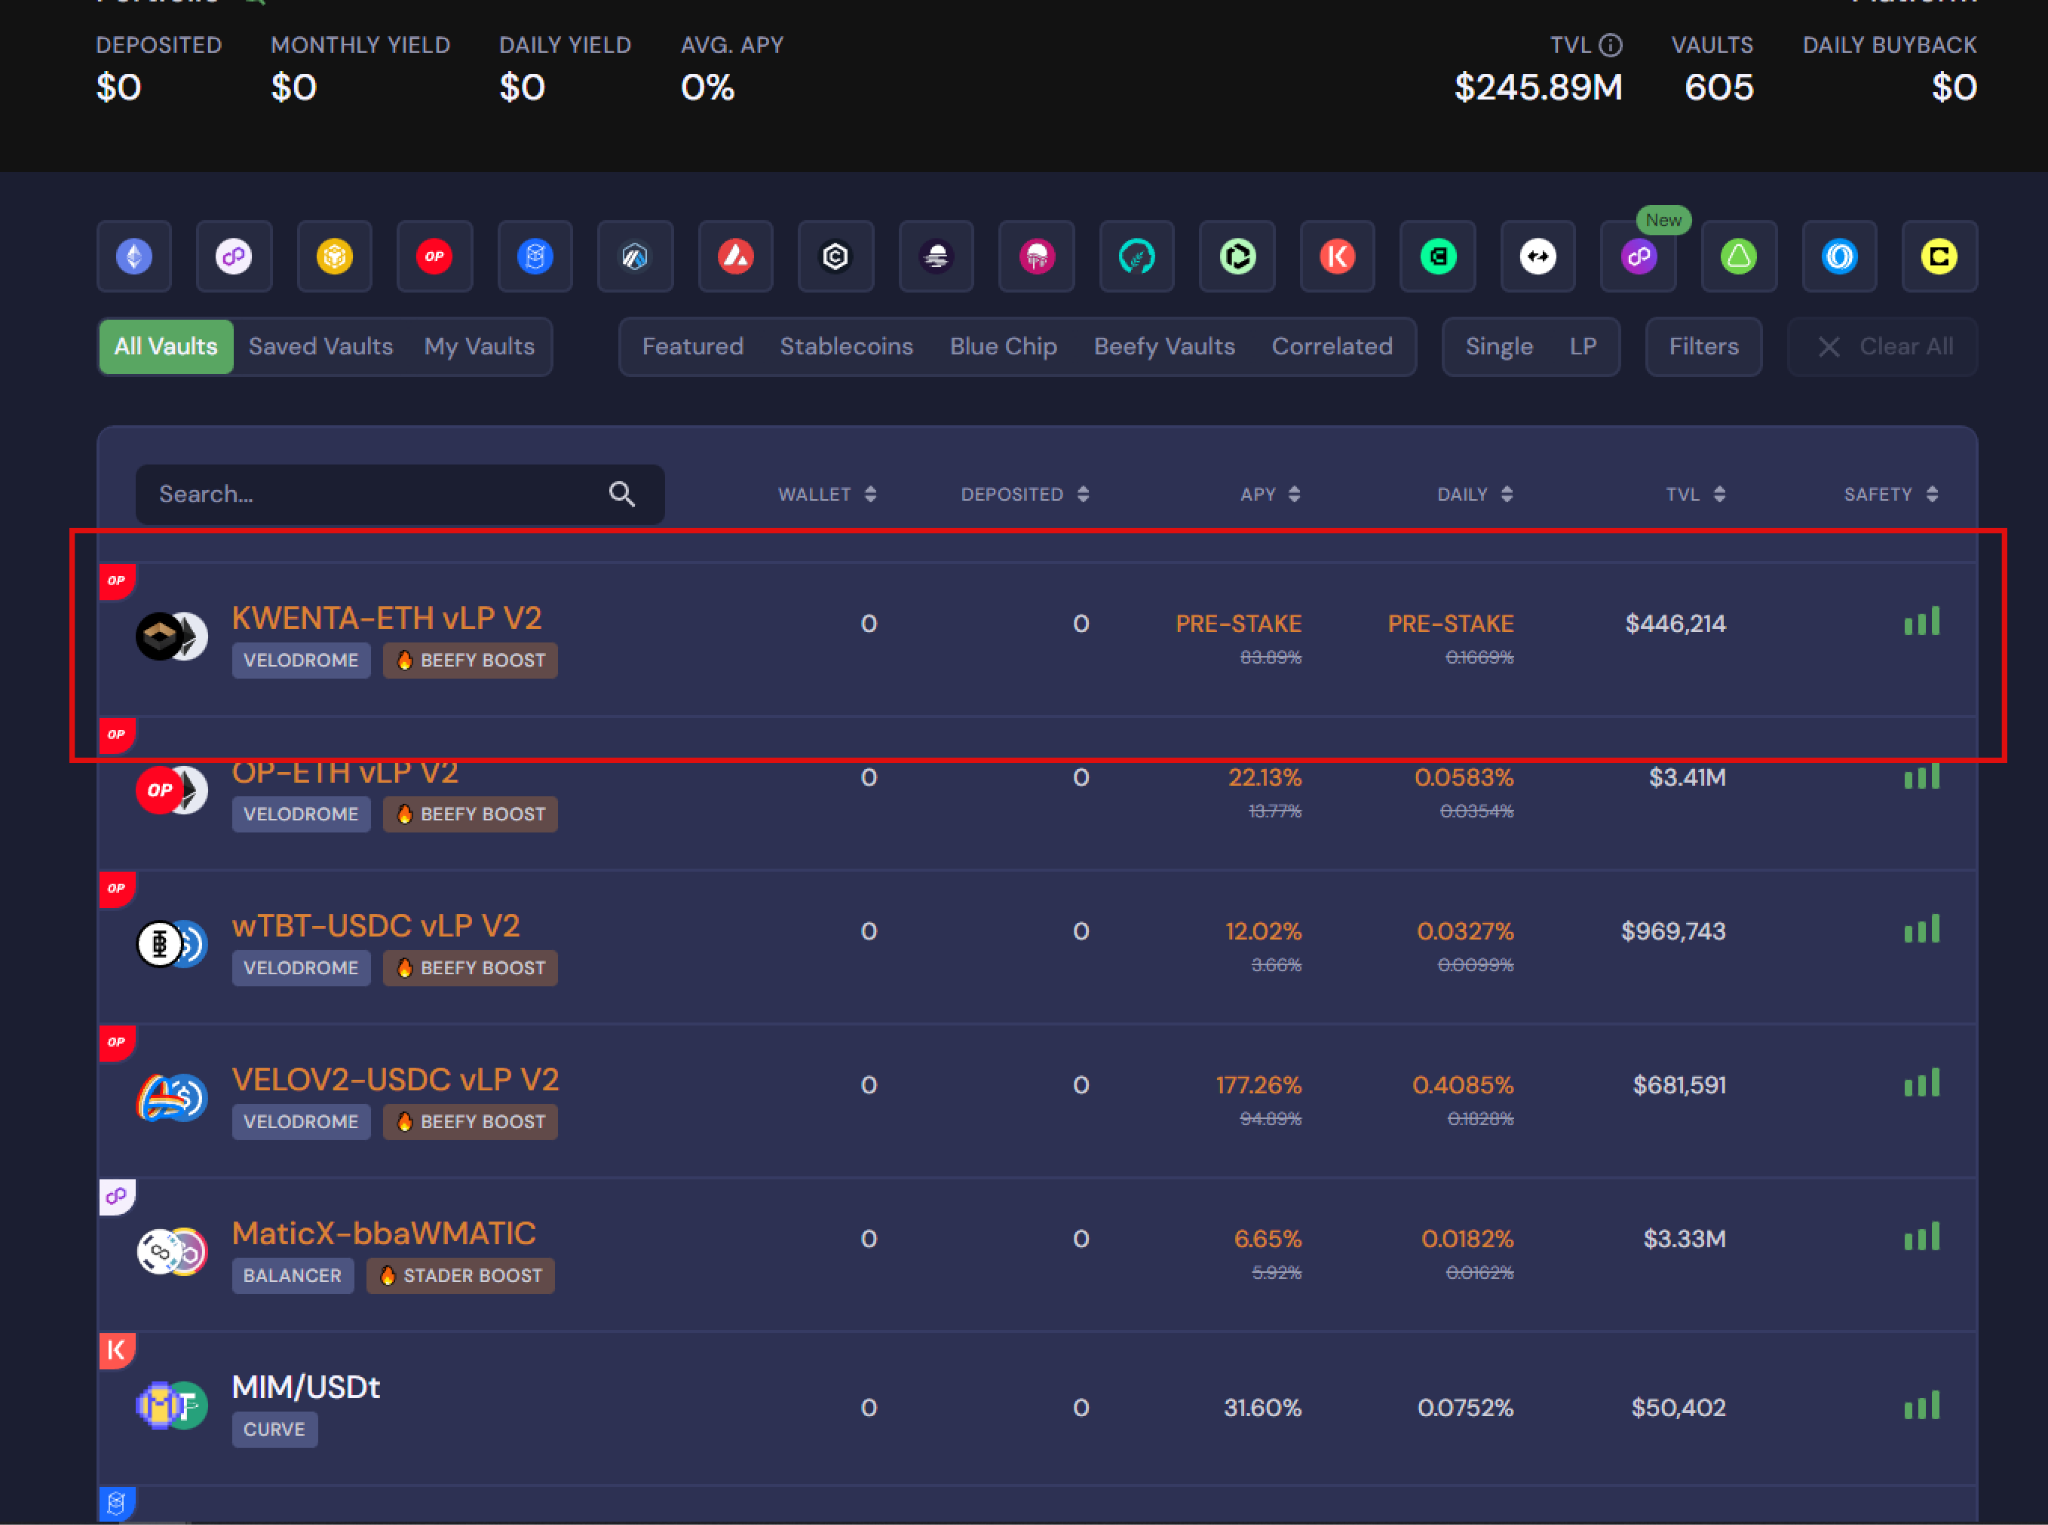 Portfolio Platform
DEPOSITED MONTHLY YIELD DAILY YIELD AVG. APY TVL VAULTS DAILY BUYBACK
$0 $0 $0 0% $245.89M 605 $0
New
OP
All Vaults Saved Vaults My Vaults Featured Stablecoins Blue Chip Beefy Vaults Correlated Single LP Filters Clear All
Search... WALLET DEPOSITED APY DAILY TVL SAFETY
OP
KWENTA-ETH vLP V2 0 0 PRE-STAKE PRE-STAKE $446,214
VELODROME BEEFY BOOST 83.89% 0.1669%
OP
OP-ETH vLP V2 0 0 22.13% 0.0583% $3.41M
OP VELODROME BEEFY BOOST 13.77% 0.0354%
OP
wTBT-USDC vLP V2 0 0 12.02% 0.0327% $969,743
VELODROME BEEFY BOOST 3.66% 0.0099%
OP
VELOV2-USDC vLP V2 0 0 177.26% 0.4085% $681,591
VELODROME BEEFY BOOST 94.89% 0.1828%
MaticX-bbaWMATIC 0 0 6.65% 0.0182% $3.33M
BALANCER STADER BOOST 5.92% 0.0162%
MIM/USDt 0 0 31.60% 0.0752% $50,402
CURVE